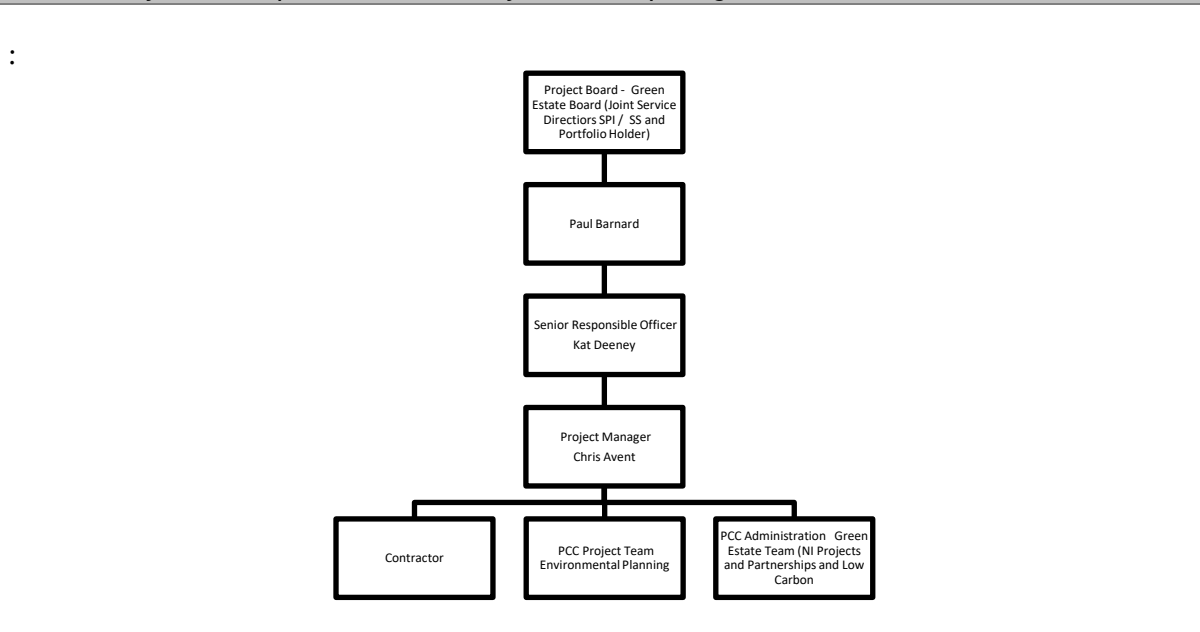 :
Project Board - Green
Estate Board (Joint Service
Directiors SPI / SS and
Portfolio Holder)
Paul Barnard
Senior Responsible Officer
Kat Deeney
Project Manager
Chris Avent
Contractor
PCC Project Team
Environmental Planning
PCC Administration Green
Estate Team (NI Projects
and Partnerships and Low
Carbon